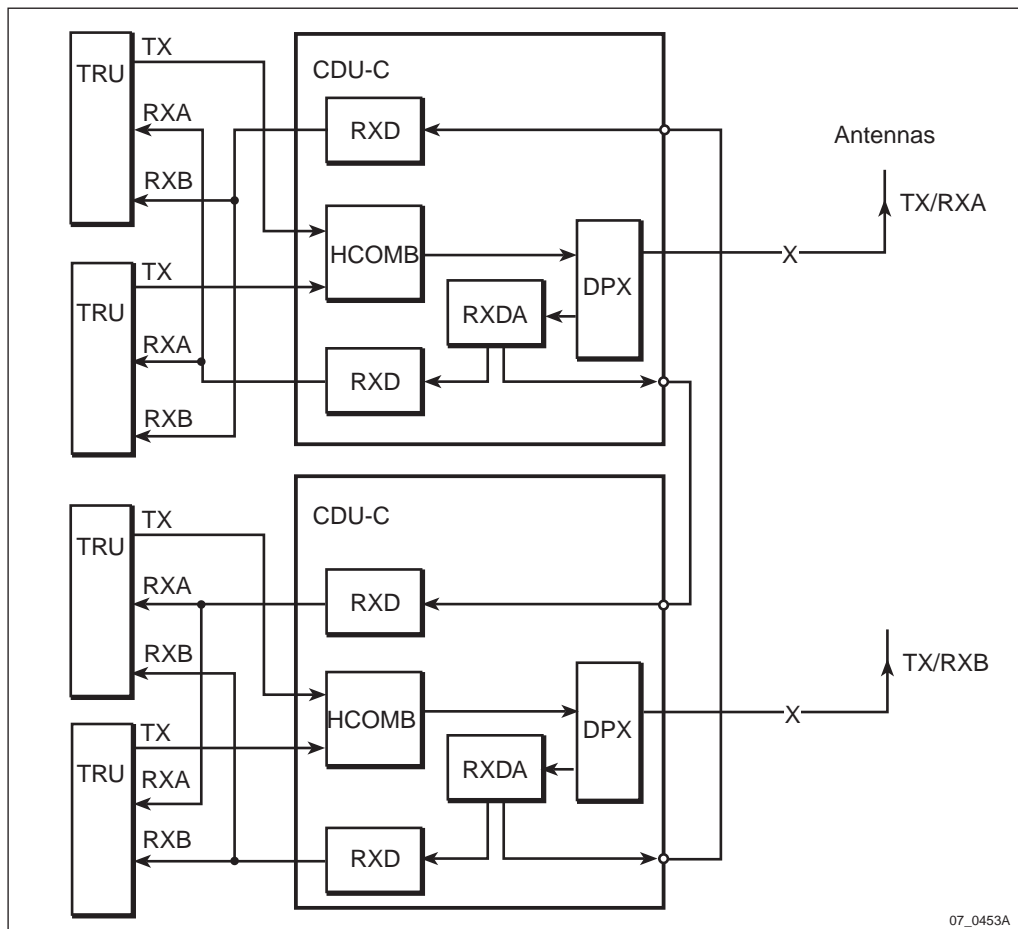 TRU
TX
RXA
RXB
CDU-C
RXD
HCOMB
DPX
RXDA
RXD
Antennas
TX/RXA
X
TRU
TX
RXA
RXB
TRU
TX
RXA
RXB
CDU-C
RXD
HCOMB
DPX
RXDA
RXD
TX/RXB
X
TRU
TX
RXA
RXB
07_0453A